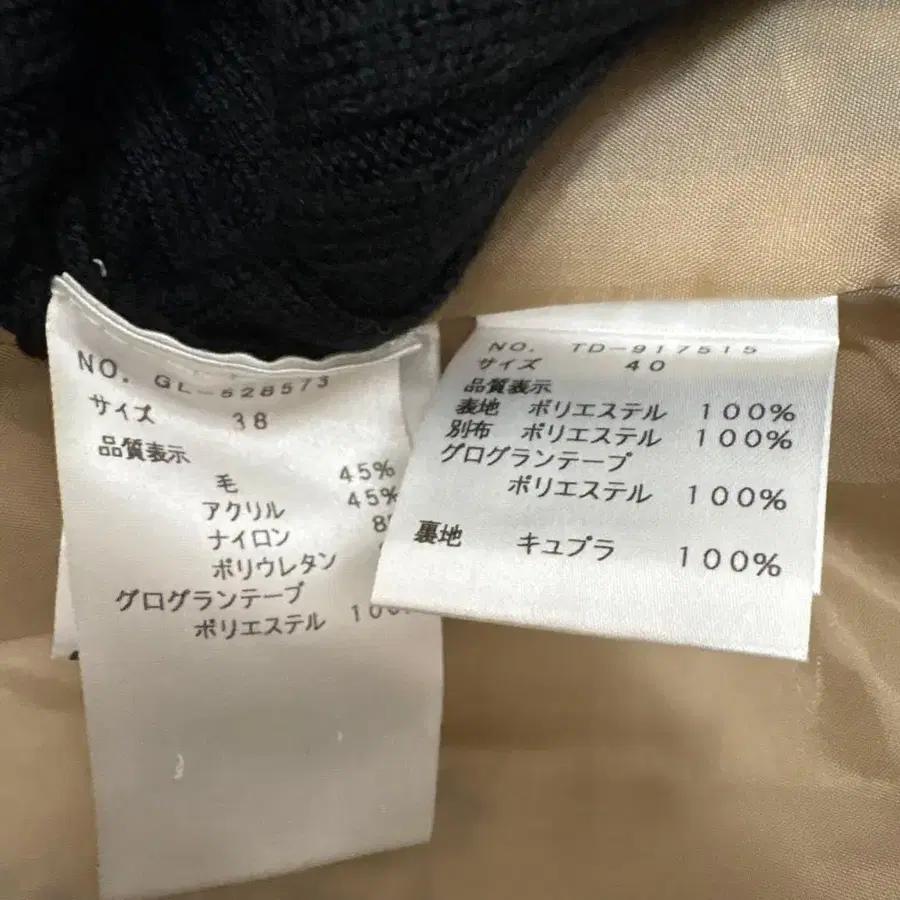 NO. GL-528573
サイズ 38
品質表示
毛 45%
アクリル 45%
ナイロン 8
ポリウレタン
グログランテープ
ポリエステル 100
NO. TD-917515
サイズ 40
品質表示
表地 ポリエステル 100%
別布 ポリエステル 100%
グログランテープ
ポリエステル 100%
裏地 キュプラ 100%